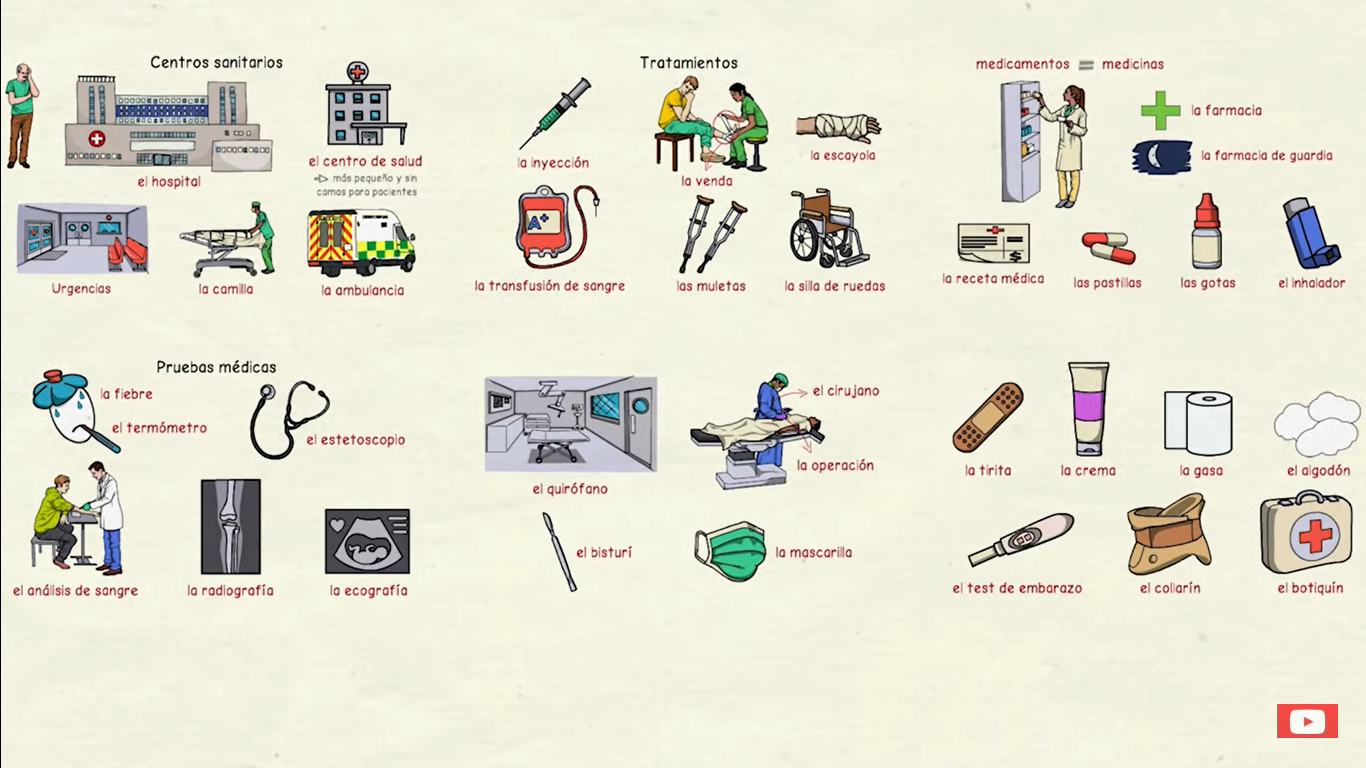 Centros sanitarios
el hospital
el centro de salud
más pequeño y sin
camas para pacientes
Urgencias
la camilla
la ambulancia
Tratamientos
la inyección
la venda
la escayola
A+
la transfusión de sangre
las muletas
la silla de ruedas
medicamentos = medicinas
la farmacia
la farmacia de guardia
$
la receta médica
las pastillas
las gotas
el inhalador
Pruebas médicas
la fiebre
el termómetro
el estetoscopio
el análisis de sangre
la radiografía
la ecografía
el quirófano
el cirujano
la operación
el bisturí
la mascarilla
la tirita
la crema
la gasa
el algodón
el test de embarazo
el collarín
el botiquín